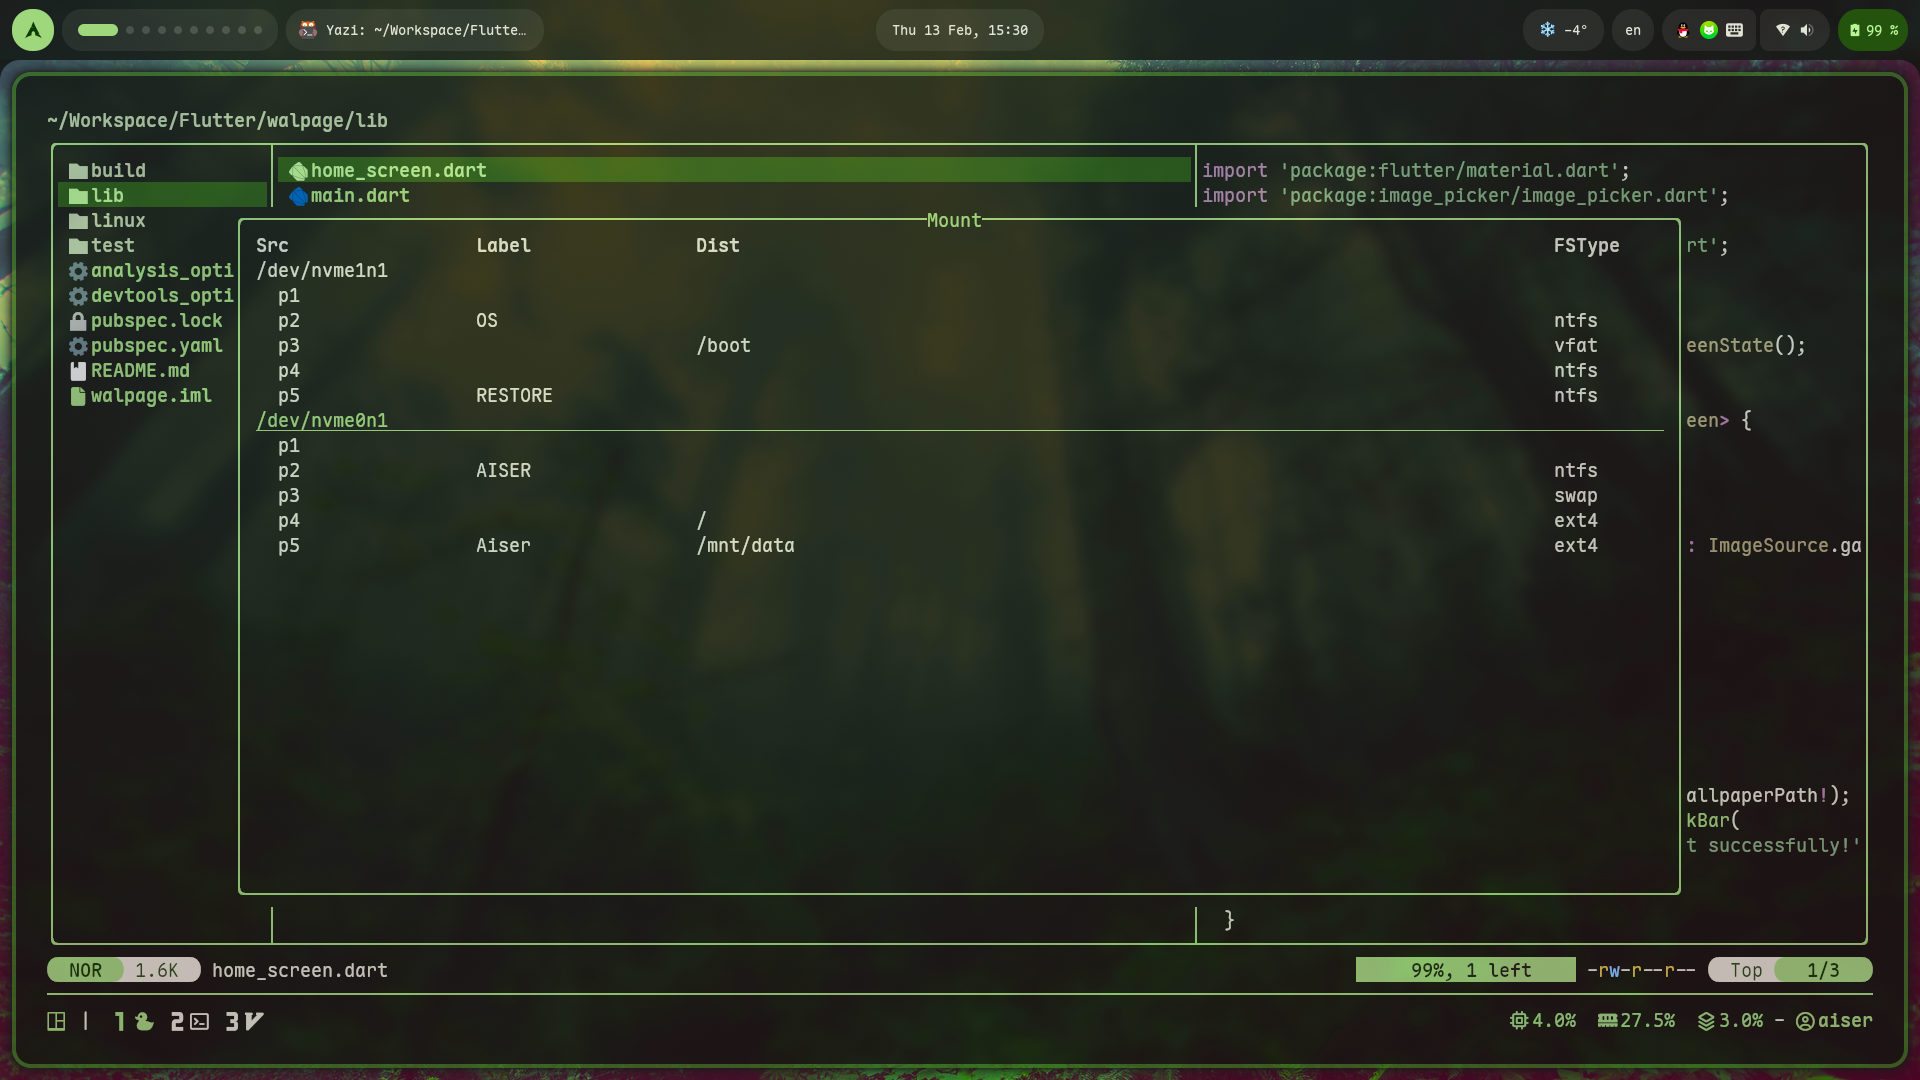 Yazi: ~/Workspace/Flutte…
Thu 13 Feb, 15:30
-4°
en
99 %
~/Workspace/Flutter/walpage/lib
build
lib
linux
test
analysis_opti
devtools_opti
pubspec.lock
pubspec.yaml
README.md
walpage.iml
home_screen.dart
main.dart
import 'package:flutter/material.dart';
import 'package:image_picker/image_picker.dart';
rt';
eenState();
een> {
: ImageSource.ga
allpaperPath!);
kBar(
t successfully!'
}
Mount
Src Label Dist FSType
/dev/nvme1n1
p1
p2 OS ntfs
p3 /boot vfat
p4 ntfs
p5 RESTORE ntfs
/dev/nvme0n1
p1
p2 AISER ntfs
p3 swap
p4 / ext4
p5 Aiser /mnt/data ext4
NOR 1.6K home_screen.dart
99%, 1 left -rw-r--r-- Top 1/3
| 1 2 3
4.0% 27.5% 3.0% - aiser